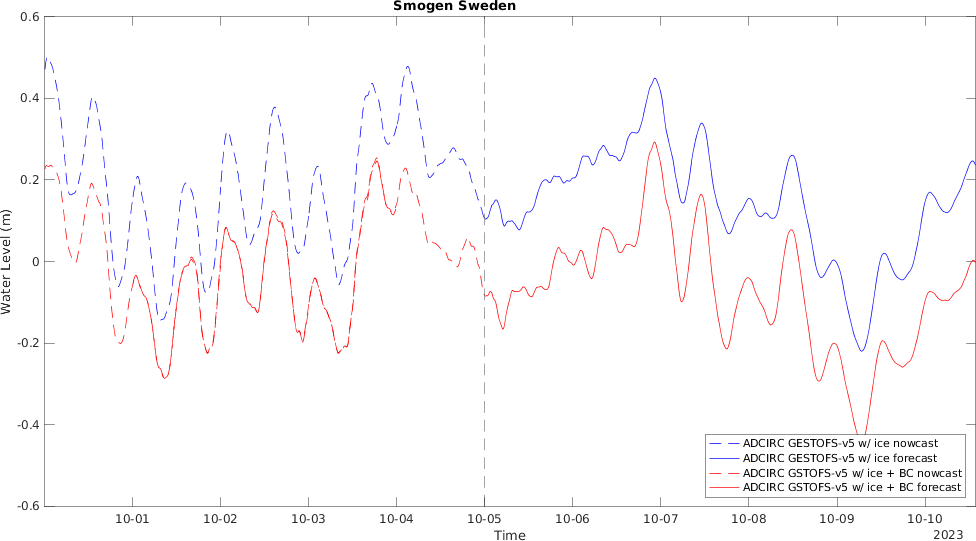 Smogen Sweden
Water Level (m)
0.6
0.4
0.2
0
-0.2
-0.4
-0.6
ADCIRC GESTOFS-v5 w/ ice nowcast
ADCIRC GESTOFS-v5 w/ ice forecast
ADCIRC GSTOFS-v5 w/ ice + BC nowcast
ADCIRC GSTOFS-v5 w/ ice + BC forecast
10-01 10-02 10-03 10-04 10-05 10-06 10-07 10-08 10-09 10-10
Time
2023